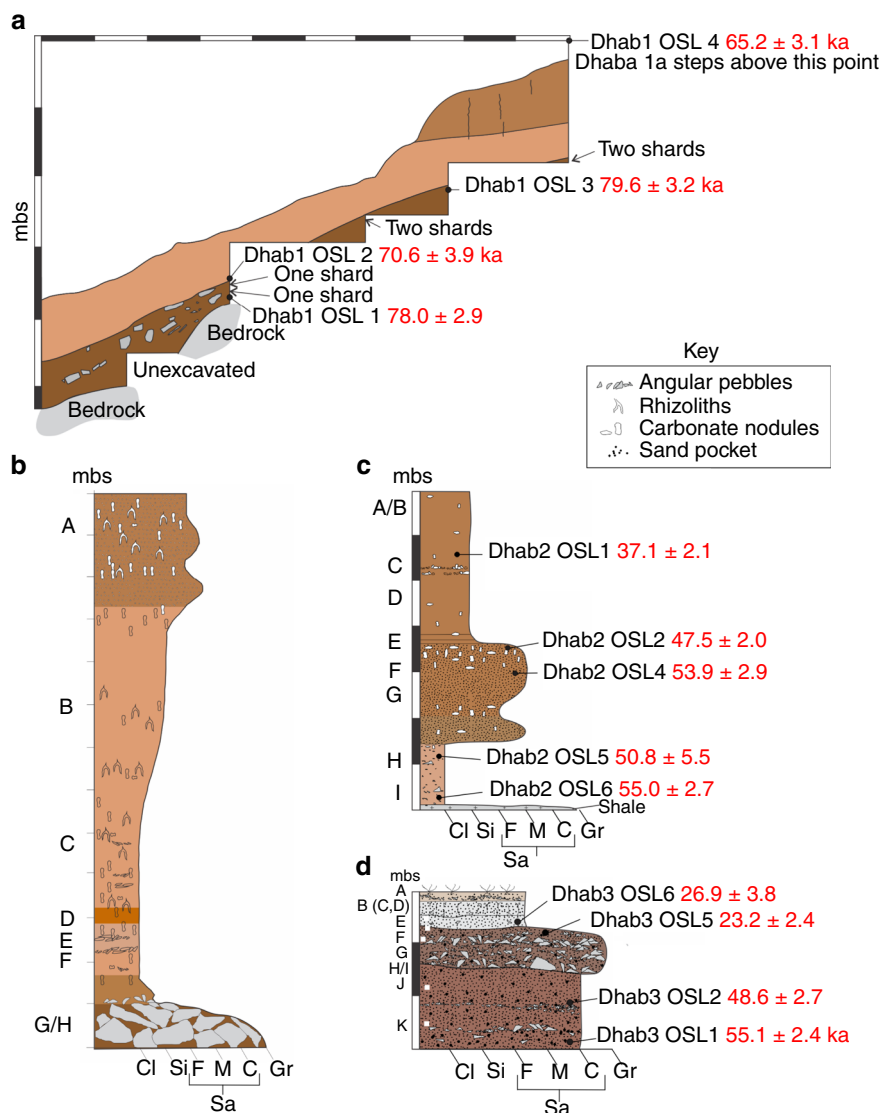 a
Dhab1 OSL 4 65.2 ± 3.1 ka
Dhaba 1a steps above this point
Two shards
Dhab1 OSL 3 79.6 ± 3.2 ka
mbs
Two shards
Dhab1 OSL 2 70.6 ± 3.9 ka
One shard
One shard
Dhab1 OSL 1 78.0 ± 2.9
Bedrock
Unexcavated
Bedrock
Key
Angular pebbles
Rhizoliths
Carbonate nodules
Sand pocket
b
mbs
A
B
C
D
E
F
G/H
Cl Si F M C Gr
Sa
c
mbs
A/B
C
D
E
F
G
H
I
Dhab2 OSL1 37.1 ± 2.1
Dhab2 OSL2 47.5 ± 2.0
Dhab2 OSL4 53.9 ± 2.9
Dhab2 OSL5 50.8 ± 5.5
Dhab2 OSL6 55.0 ± 2.7
Shale
Cl Si F M C Gr
Sa
d
mbs
A
B (C,D)
E
F
G
H/I
J
K
Dhab3 OSL6 26.9 ± 3.8
Dhab3 OSL5 23.2 ± 2.4
Dhab3 OSL2 48.6 ± 2.7
Dhab3 OSL1 55.1 ± 2.4 ka
Cl Si F M C Gr
Sa